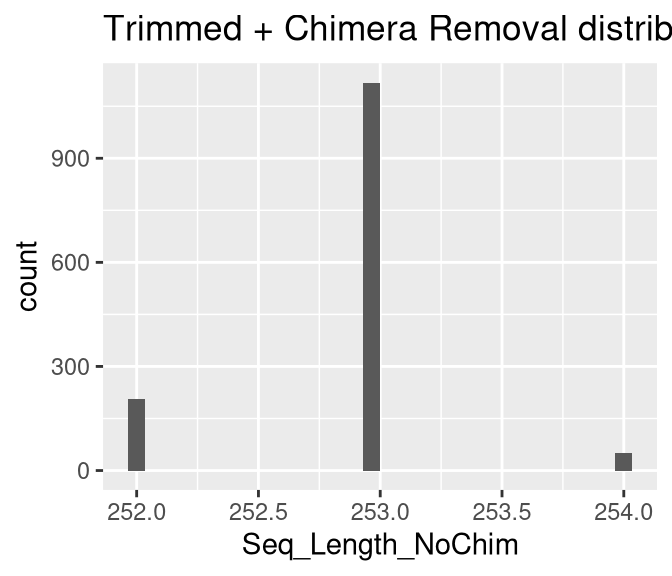 Trimmed + Chimera Removal distrib
count
900
600
300
0
252.0 252.5 253.0 253.5 254.0
Seq_Length_NoChim